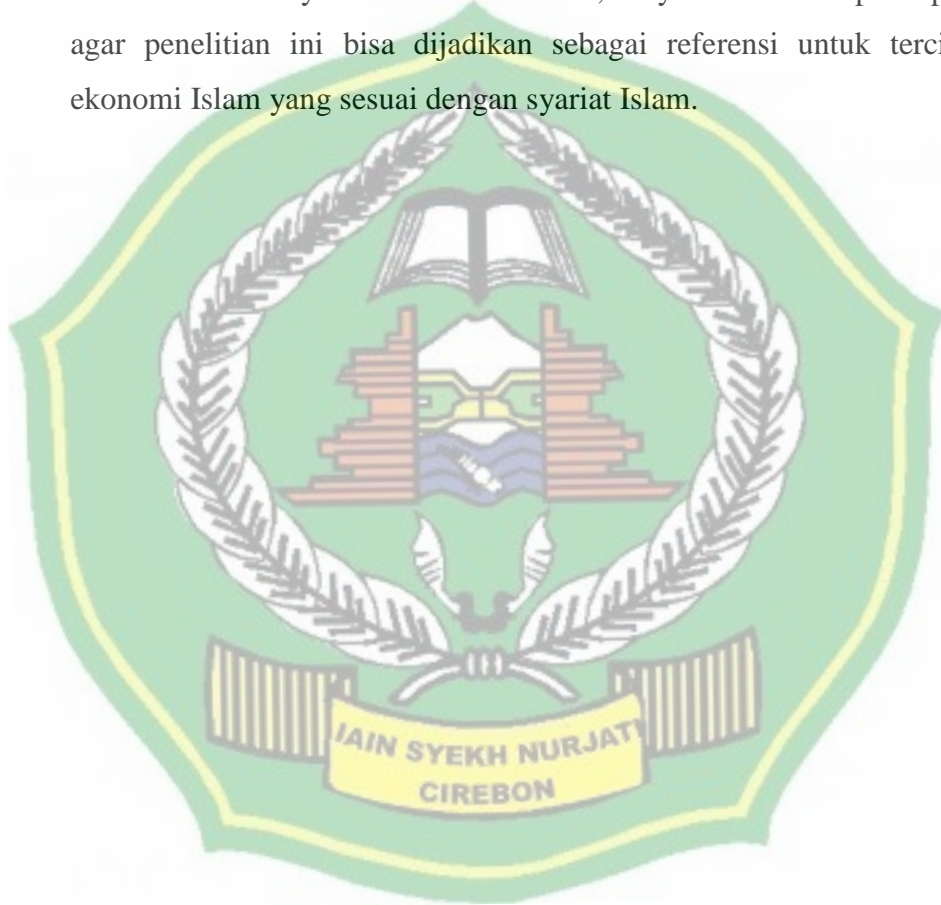 agar penelitian ini bisa dijadikan sebagai referensi untuk
ekonomi Islam yang sesuai dengan syariat Islam.
IAIN SYEKH NURJATI
CIREBON